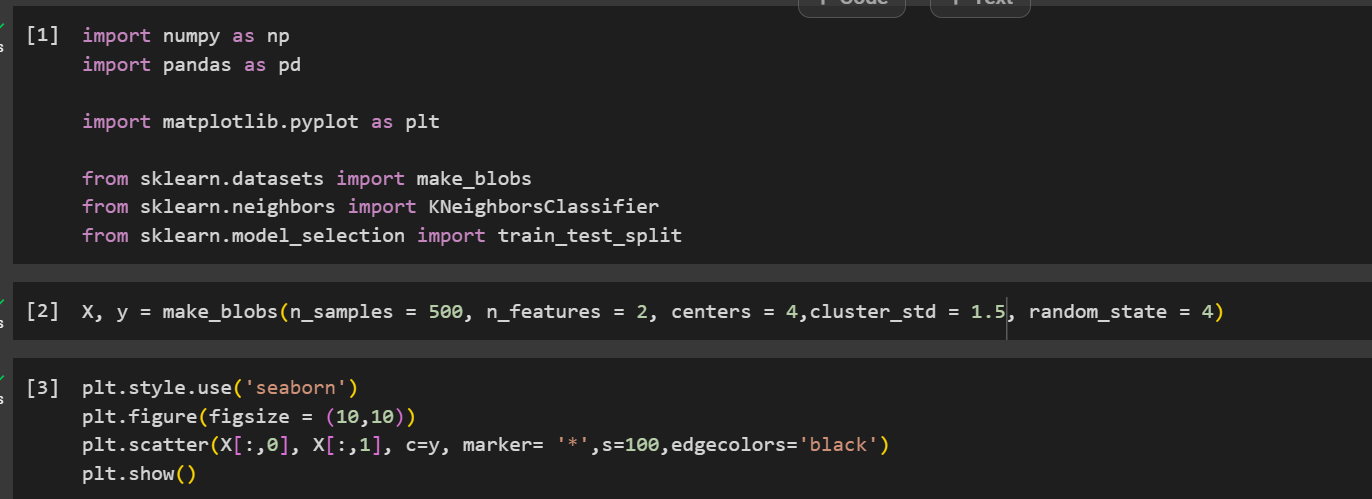 + Code + Text
[1] import numpy as np
import pandas as pd
import matplotlib.pyplot as plt
from sklearn.datasets import make_blobs
from sklearn.neighbors import KNeighborsClassifier
from sklearn.model_selection import train_test_split
[2] X, y = make_blobs(n_samples = 500, n_features = 2, centers = 4,cluster_std = 1.5, random_state = 4)
[3] plt.style.use('seaborn')
plt.figure(figsize = (10,10))
plt.scatter(X[:,0], X[:,1], c=y, marker= '*',s=100,edgecolors='black')
plt.show()